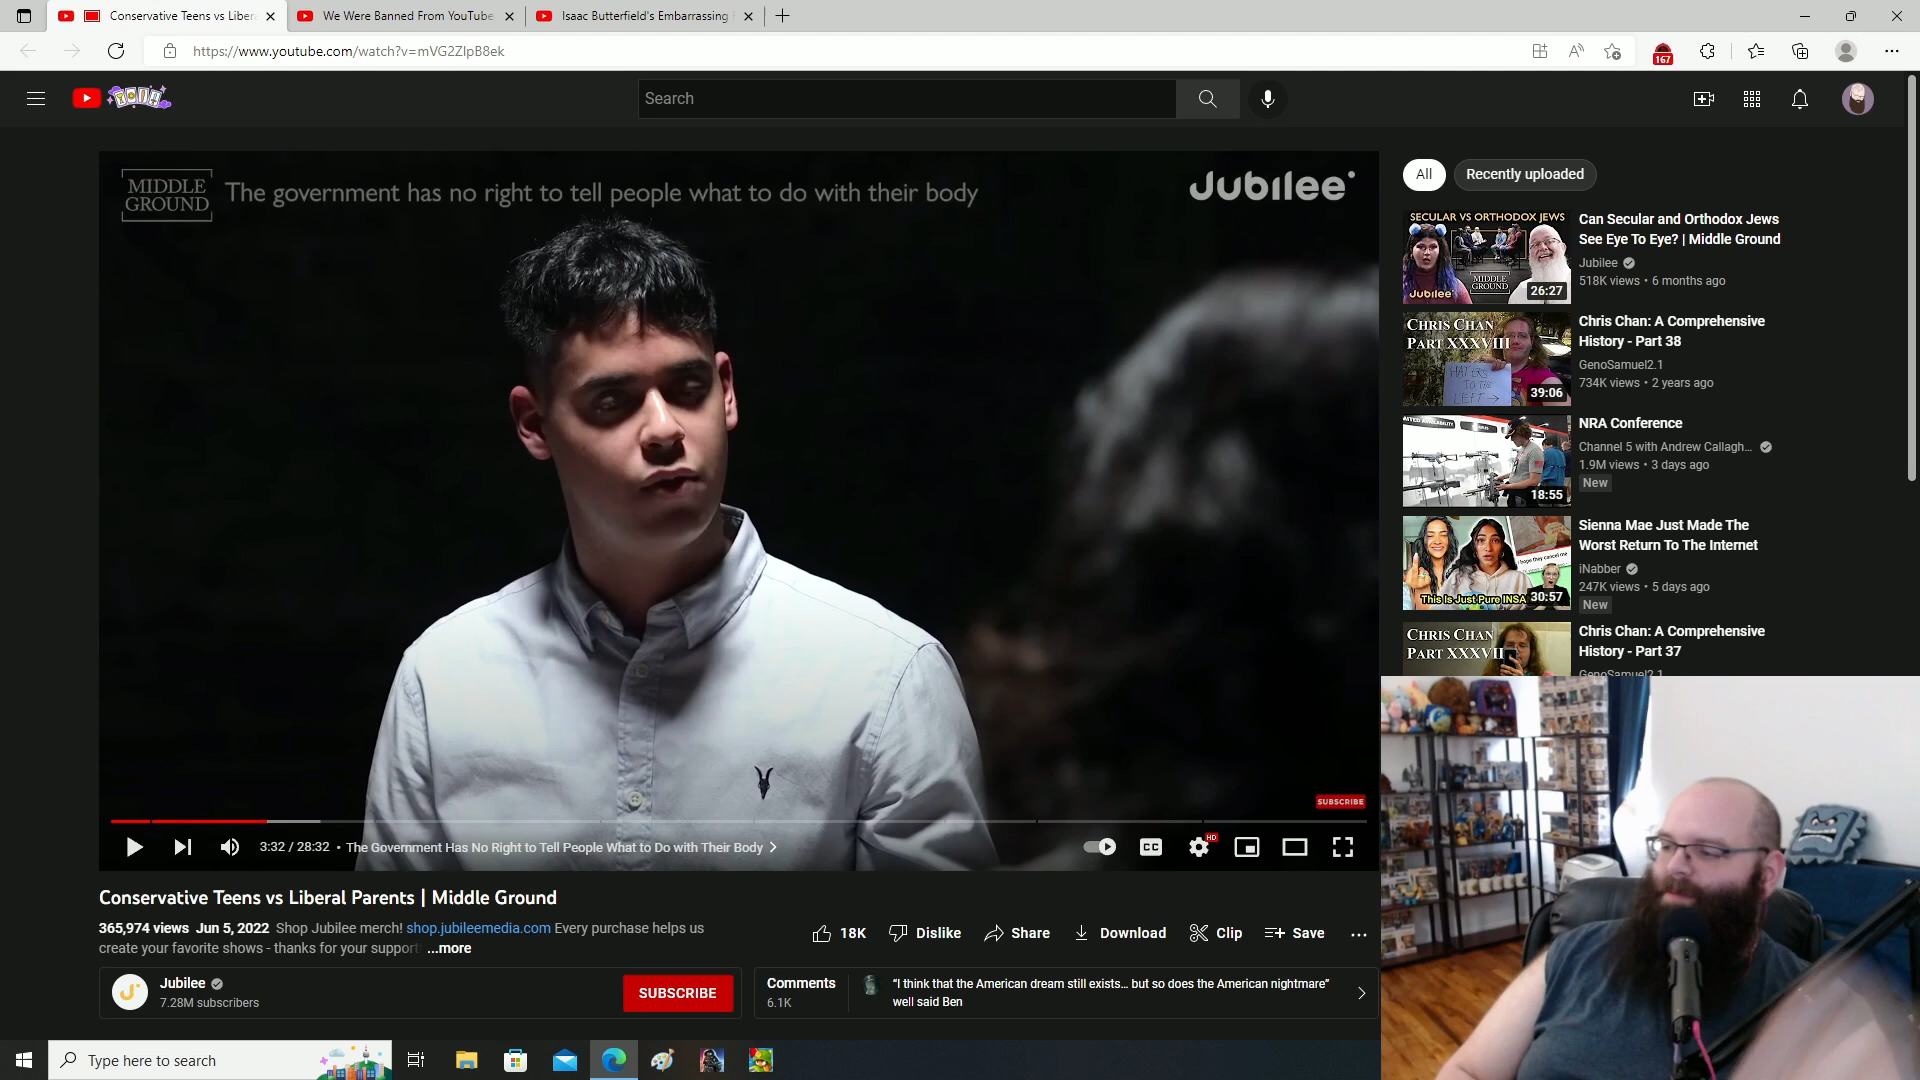 Conservative Teens vs Liber
We Were Banned From YouTube
Isaac Butterfield's Embarrassing
https://www.youtube.com/watch?v=mVG2ZlpB8ek
167
Search
MIDDLE
GROUND
The government has no right to tell people what to do with their body
Jubilee
SUBSCRIBE
3:32 / 28:32 • The Government Has No Right to Tell People What to Do with Their Body
CC
HD
Conservative Teens vs Liberal Parents | Middle Ground
365,974 views Jun 5, 2022 Shop Jubilee merch! shop.jubileemedia.com Every purchase helps us
create your favorite shows - thanks for your support ...more
18K
Dislike
Share
Download
Clip
Save
Jubilee
7.28M subscribers
SUBSCRIBE
Comments
6.1K
“I think that the American dream still exists… but so does the American nightmare”
well said Ben
All
Recently uploaded
SECULAR VS ORTHODOX JEWS
MIDDLE
GROUND
Jubilee
26:27
Can Secular and Orthodox Jews
See Eye To Eye? | Middle Ground
Jubilee
518K views • 6 months ago
CHRIS CHAN
PART XXXVIII
HATERS
TO THE
LEFT
39:06
Chris Chan: A Comprehensive
History - Part 38
GenoSamuel2.1
734K views • 2 years ago
18:55
NRA Conference
Channel 5 with Andrew Callagh...
1.9M views • 3 days ago
New
This Is Just Pure INSA
30:57
Sienna Mae Just Made The
Worst Return To The Internet
iNabber
247K views • 5 days ago
New
CHRIS CHAN
PART XXXVII
Chris Chan: A Comprehensive
History - Part 37
GenoSamuel2.1
Type here to search